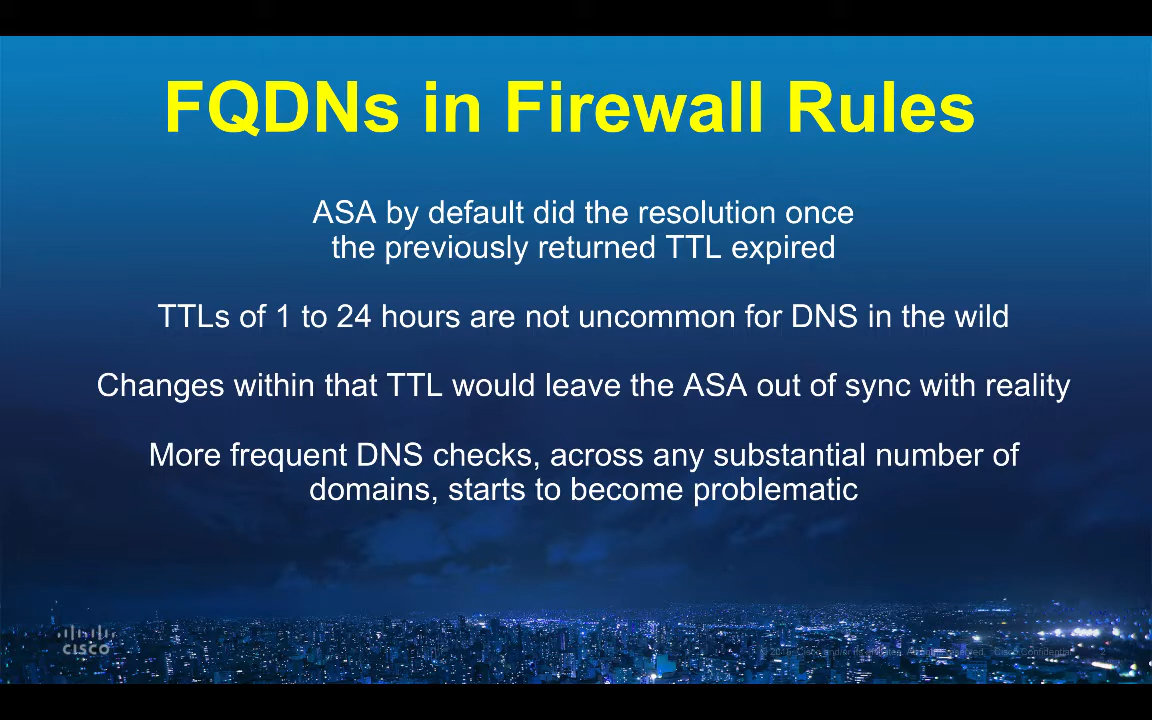 FQDNs in Firewall Rules
ASA by default did the resolution once
the previously returned TTL expired
TTLs of 1 to 24 hours are not uncommon for DNS in the wild
Changes within that TTL would leave the ASA out of sync with reality
More frequent DNS checks, across any substantial number of
domains, starts to become problematic
CISCO
Cisco Confidential